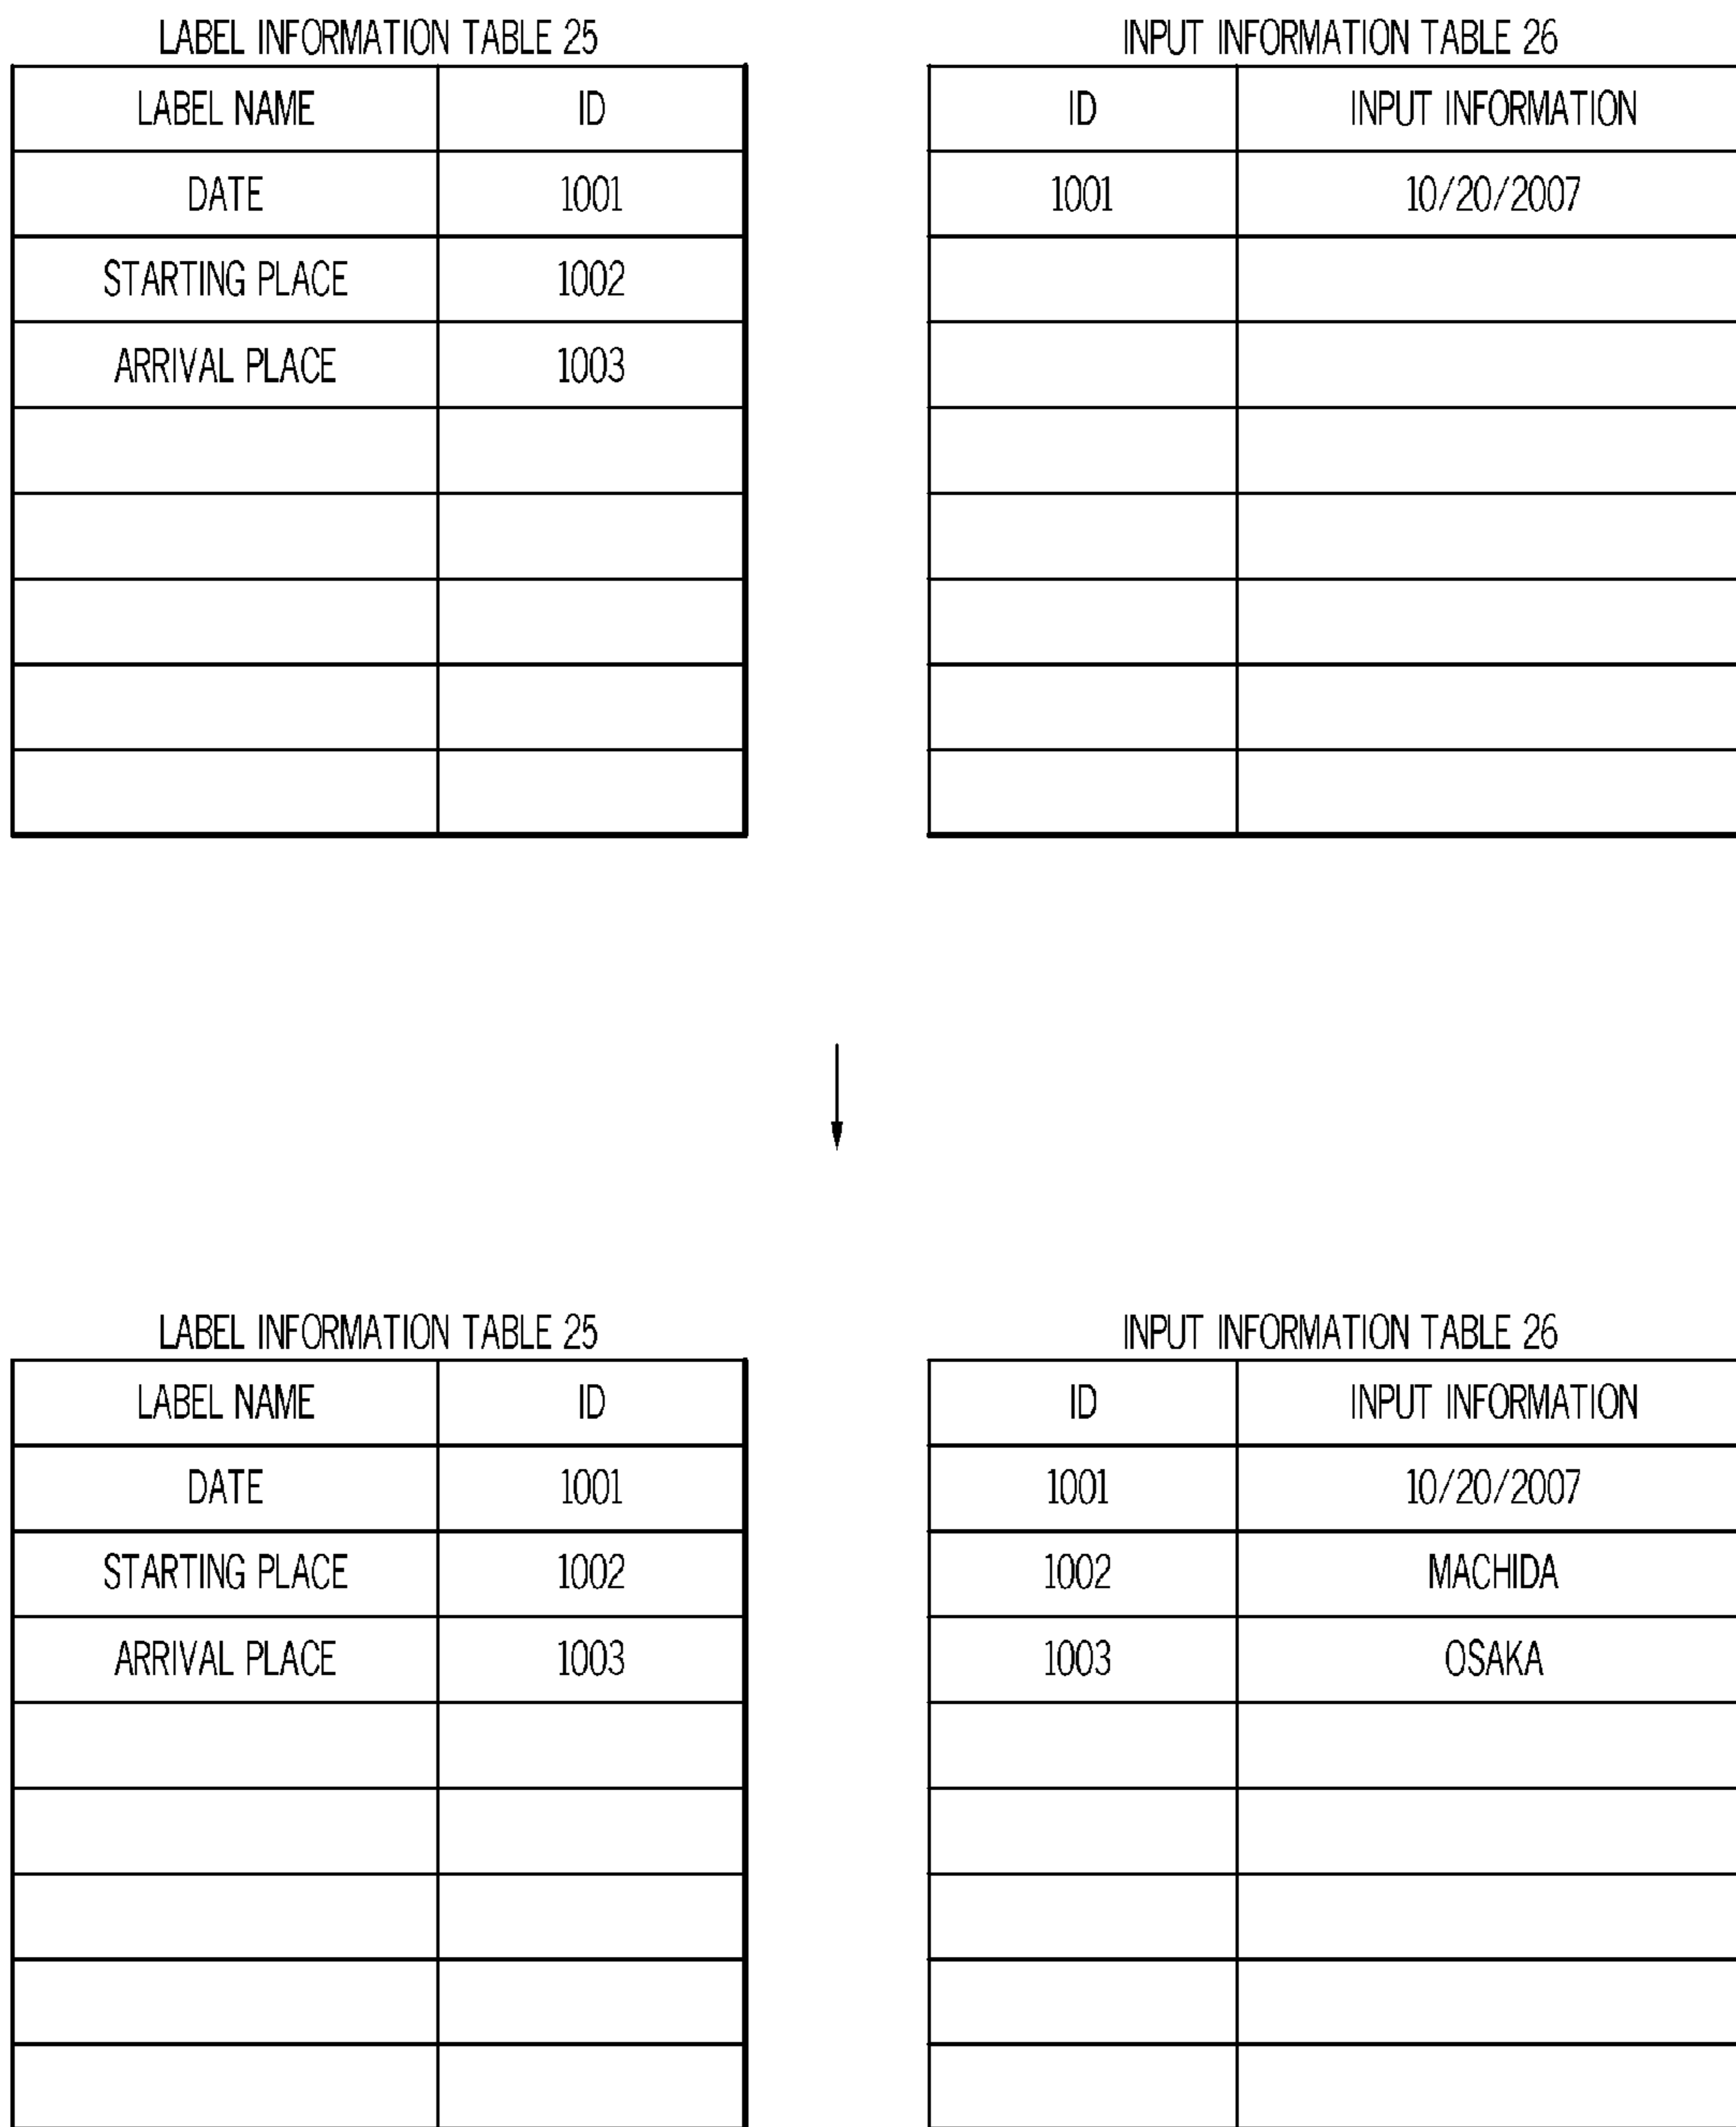 LABEL INFORMATION TABLE 25
LABEL NAME ID
DATE 1001
STARTING PLACE 1002
ARRIVAL PLACE 1003
INPUT INFORMATION TABLE 26
ID INPUT INFORMATION
1001 10/20/2007
LABEL INFORMATION TABLE 25
LABEL NAME ID
DATE 1001
STARTING PLACE 1002
ARRIVAL PLACE 1003
INPUT INFORMATION TABLE 26
ID INPUT INFORMATION
1001 10/20/2007
1002 MACHIDA
1003 OSAKA